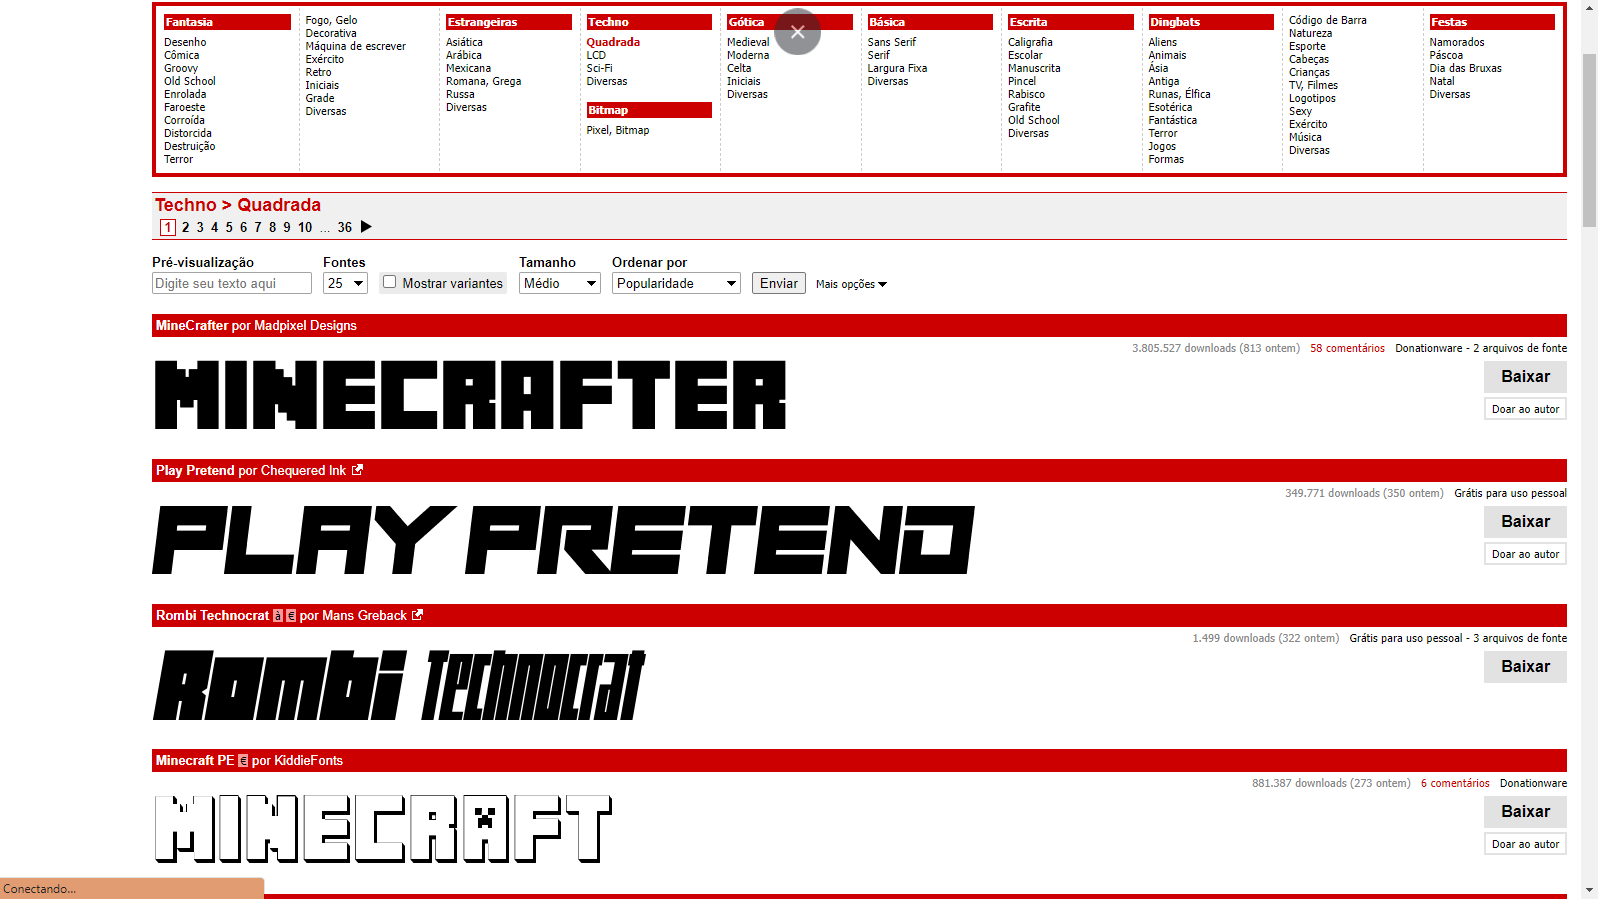 Fantasia
Desenho
Cômica
Groovy
Old School
Enrolada
Faroeste
Corroída
Distorcida
Destruição
Terror
Fogo, Gelo
Decorativa
Máquina de escrever
Exército
Retro
Iniciais
Grade
Diversas
Estrangeiras
Asiática
Arábica
Mexicana
Romana, Grega
Russa
Diversas
Techno
Quadrada
LCD
Sci-Fi
Diversas
Bitmap
Pixel, Bitmap
Gótica
Medieval
Moderna
Celta
Iniciais
Diversas
Básica
Sans Serif
Serif
Largura Fixa
Diversas
Escrita
Caligrafia
Escolar
Manuscrita
Pincel
Rabisco
Grafite
Old School
Diversas
Dingbats
Aliens
Animais
Ásia
Antiga
Runas, Élfica
Esotérica
Fantástica
Terror
Jogos
Formas
Código de Barra
Natureza
Esporte
Cabeças
Crianças
TV, Filmes
Logotipos
Sexy
Exército
Música
Diversas
Festas
Namorados
Páscoa
Dia das Bruxas
Natal
Diversas
Techno > Quadrada
1 2 3 4 5 6 7 8 9 10 ... 36
Pré-visualização Fontes Tamanho Ordenar por
Digite seu texto aqui 25 Mostrar variantes Médio Popularidade Enviar Mais opções
MineCrafter por Madpixel Designs
3.805.527 downloads (813 ontem) 58 comentários Donationware - 2 arquivos de fonte
MINECRAFTER
Baixar
Doar ao autor
Play Pretend por Chequered Ink
349.771 downloads (350 ontem) Grátis para uso pessoal
PLAY PRETEND
Baixar
Doar ao autor
Rombi Technocrat à € por Mans Greback
1.499 downloads (322 ontem) Grátis para uso pessoal - 3 arquivos de fonte
Rombi Technocrat
Baixar
Minecraft PE € por KiddieFonts
881.387 downloads (273 ontem) 6 comentários Donationware
MINECRAFT
Baixar
Doar ao autor
Conectando...